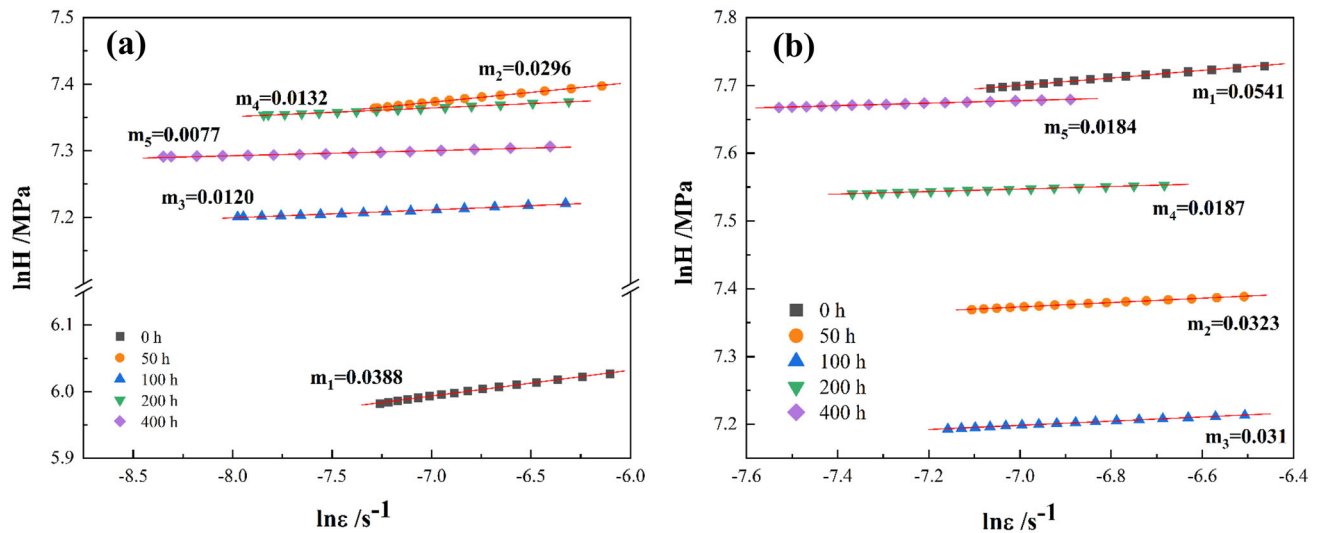 (a)
7.5
7.4
7.3
7.2
6.1
6.0
5.9
lnH /MPa
m2=0.0296
m4=0.0132
m5=0.0077
m3=0.0120
m1=0.0388
0 h
50 h
100 h
200 h
400 h
-8.5 -8.0 -7.5 -7.0 -6.5 -6.0
lnε /s-1
(b)
7.8
7.7
7.6
7.5
7.4
7.3
7.2
lnH /MPa
m1=0.0541
m5=0.0184
m4=0.0187
m2=0.0323
m3=0.031
0 h
50 h
100 h
200 h
400 h
-7.6 -7.4 -7.2 -7.0 -6.8 -6.6 -6.4
lnε /s-1